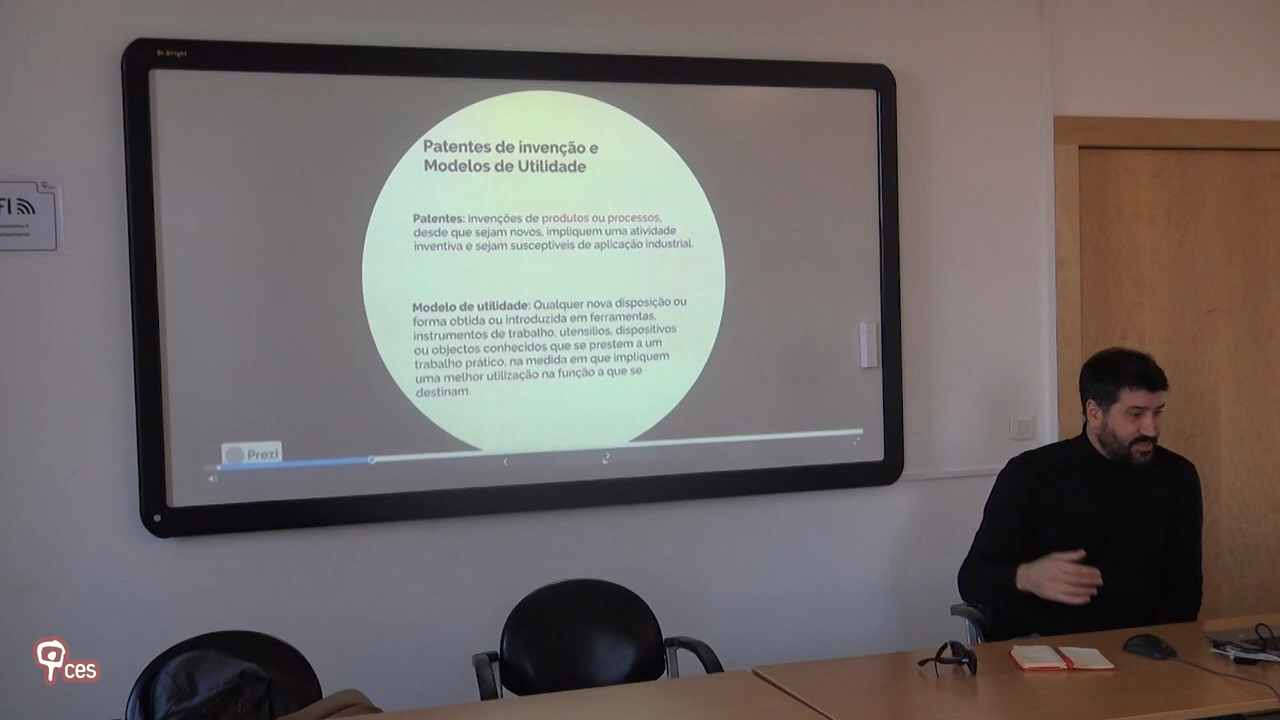 Dr.Bright
Patentes de invenção e
Modelos de Utilidade
Patentes: invenções de produtos ou processos,
desde que sejam novos, impliquem uma atividade
inventiva e sejam susceptíveis de aplicação industrial.
Modelo de utilidade: Qualquer nova disposição ou
forma obtida ou introduzida em ferramentas,
instrumentos de trabalho, utensílios, dispositivos
ou objectos conhecidos que se prestem a um
trabalho prático, na medida em que impliquem
uma melhor utilização na função a que se
destinam.
Prezi
FI
ces